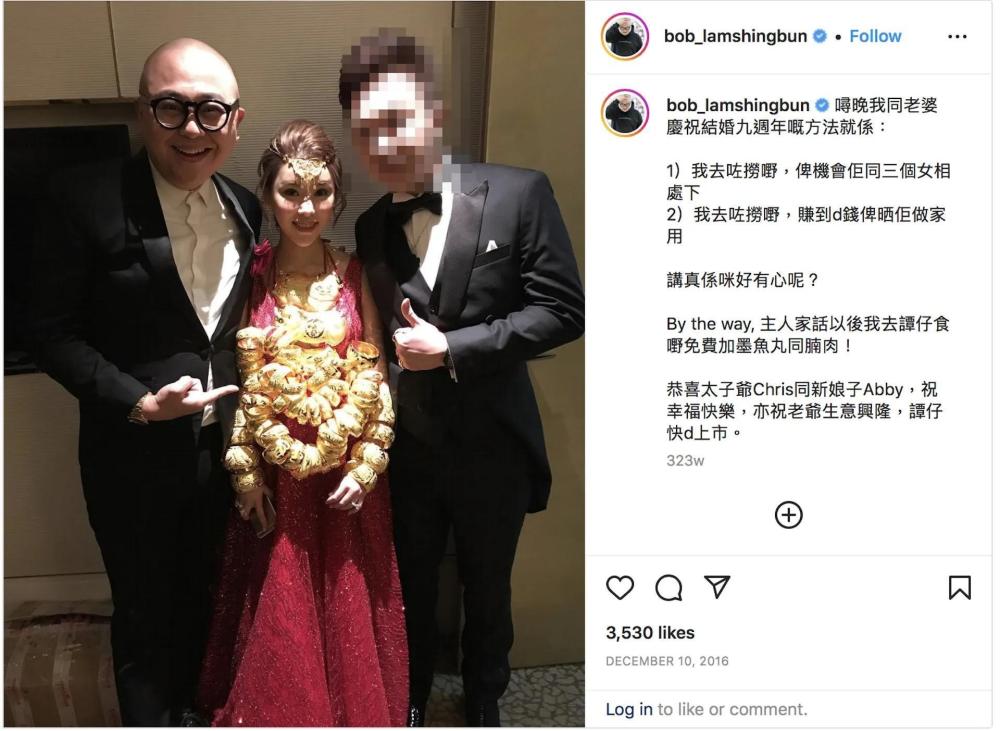 bob_lamshingbun • Follow
bob_lamshingbun 噚晚我同老婆
慶祝結婚九週年嘅方法就係：
1）我去咗撈嘢，俾機會佢同三個女相
處下
2）我去咗撈嘢，賺到d錢俾晒佢做家
用
講真係咪好有心呢？
By the way, 主人家話以後我去譚仔食
嘢免費加墨魚丸同腩肉！
恭喜太子爺Chris同新娘子Abby，祝
幸福快樂，亦祝老爺生意興隆，譚仔
快d上市。
323w
3,530 likes
DECEMBER 10, 2016
Log in to like or comment.